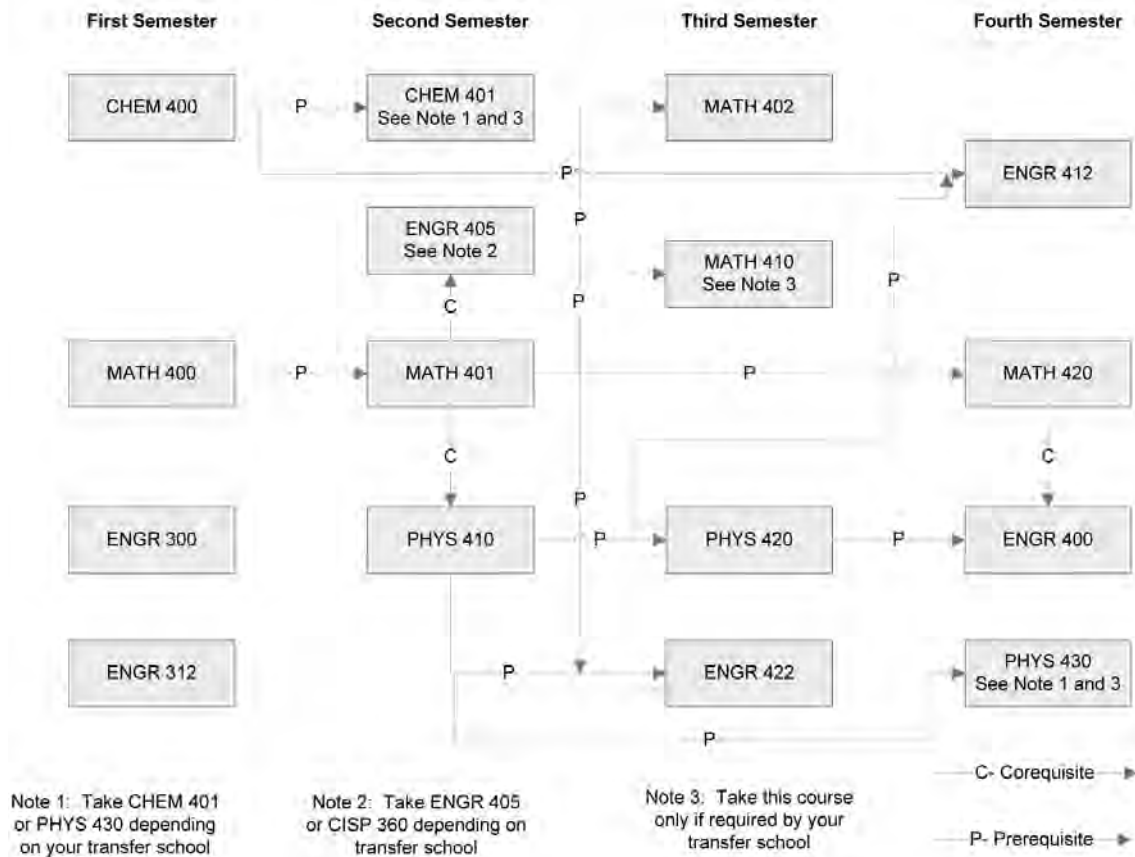 First Semester
Second Semester
Third Semester
Fourth Semester
CHEM 400
P
CHEM 401
See Note 1 and 3
MATH 402
P
ENGR 412
P
ENGR 405
See Note 2
MATH 410
See Note 3
P
P
C
MATH 400
P
MATH 401
P
MATH 420
C
C
P
ENGR 300
PHYS 410
P
PHYS 420
P
ENGR 400
ENGR 312
P
ENGR 422
PHYS 430
See Note 1 and 3
P
C- Corequisite
P- Prerequisite
Note 1: Take CHEM 401
or PHYS 430 depending
on your transfer school
Note 2: Take ENGR 405
or CISP 360 depending on
transfer school
Note 3: Take this course
only if required by your
transfer school